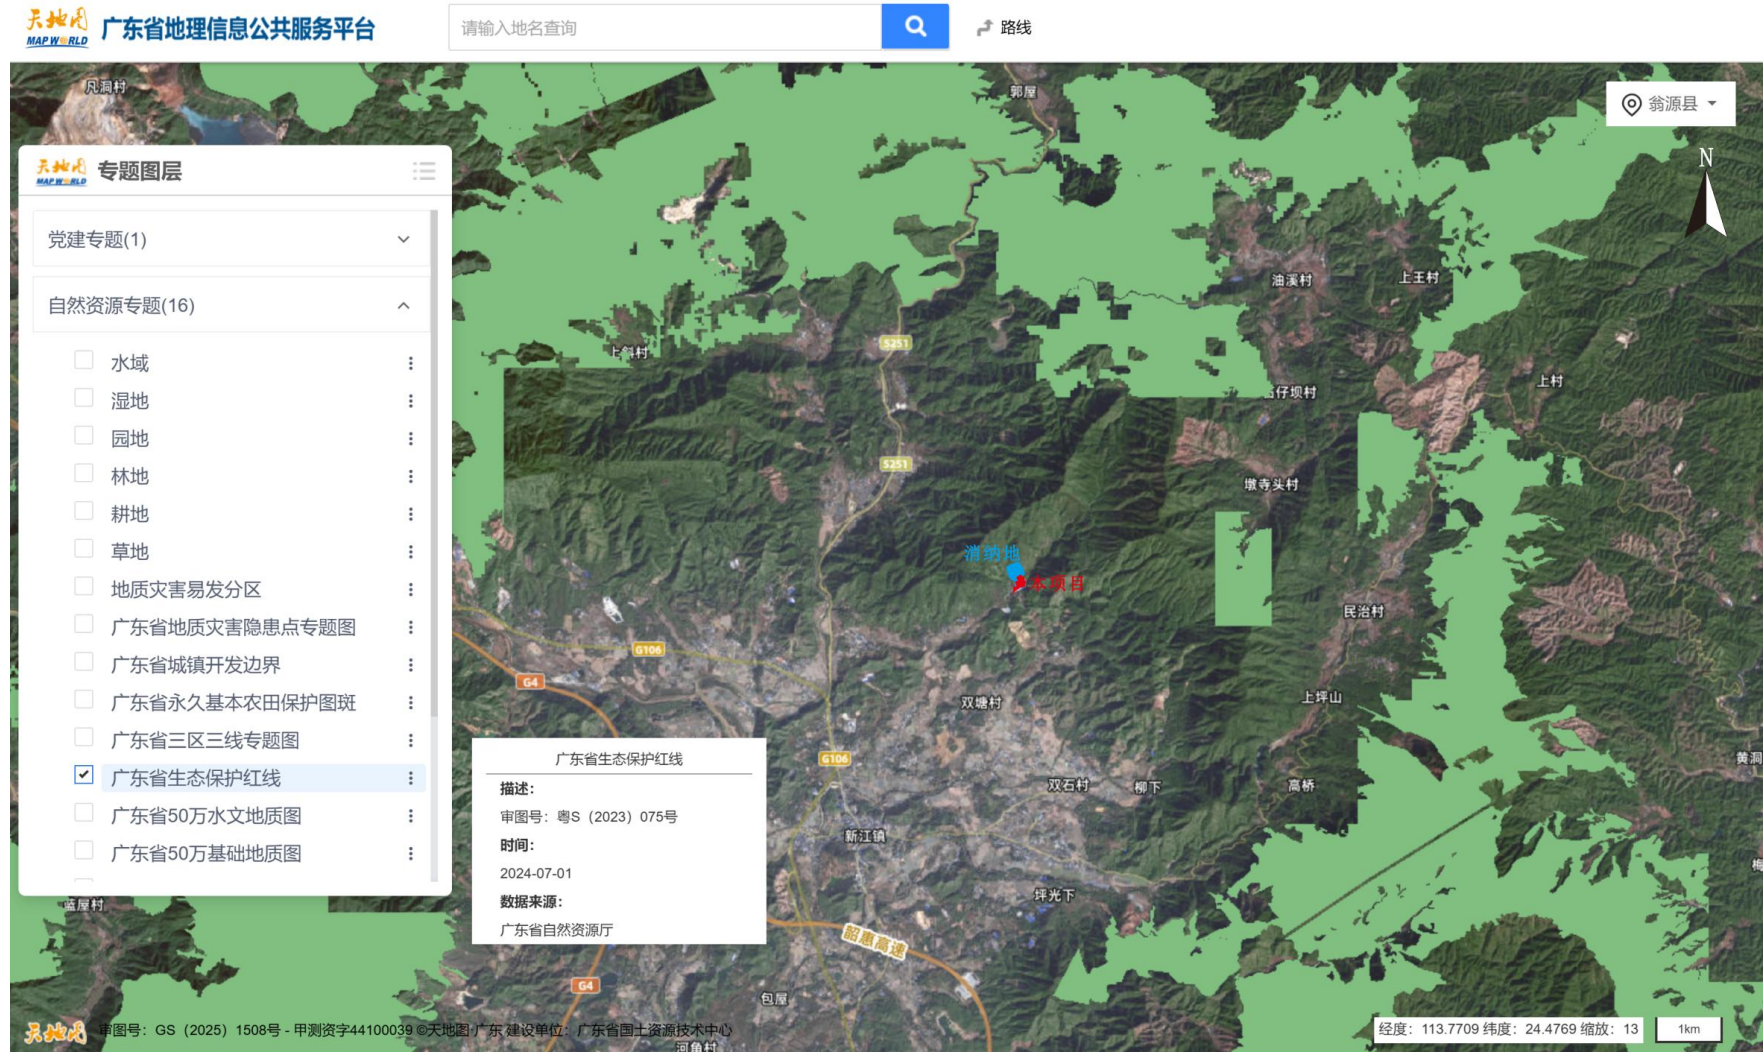 天地图
MAP WORLD
广东省地理信息公共服务平台
请输入地名查询
路线
凡洞村
郭屋
翁源县
N
天地图
MAP WORLD
专题图层
党建专题(1)
自然资源专题(16)
水域
湿地
园地
林地
耕地
草地
地质灾害易发分区
广东省地质灾害隐患点专题图
广东省城镇开发边界
广东省永久基本农田保护图斑
广东省三区三线专题图
广东省生态保护红线
广东省50万水文地质图
广东省50万基础地质图
油溪村
上王村
S251
上斜村
上村
仔坝村
S251
墩寺头村
消纳地
本项目
民治村
G106
G4
双塘村
上坪山
G106
双石村
柳下
高桥
黄洞
新江镇
梅
坪光下
蓝屋村
韶惠高速
G4
包屋
河角村
广东省生态保护红线
描述：
审图号：粤S（2023）075号
时间：
2024-07-01
数据来源：
广东省自然资源厅
天地图
审图号：GS（2025）1508号 - 甲测资字44100039 ©天地图·广东 建设单位：广东省国土资源技术中心
经度：113.7709 纬度：24.4769 缩放：13
1km